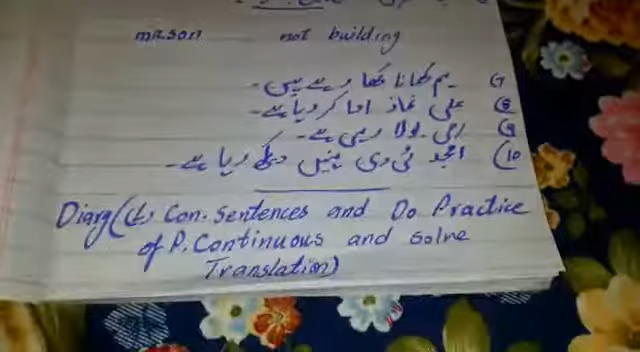 mason not building
7) ہم کھانا کھا رہے ہیں۔
8) علی نماز ادا کر رہا ہے۔
9) امی بلا رہی ہے۔
10) امجد ٹی وی نہیں دیکھ رہا ہے۔
Diary (L, Con. Sentences and Do Practice
of P. Continuous and Solve
Translation)